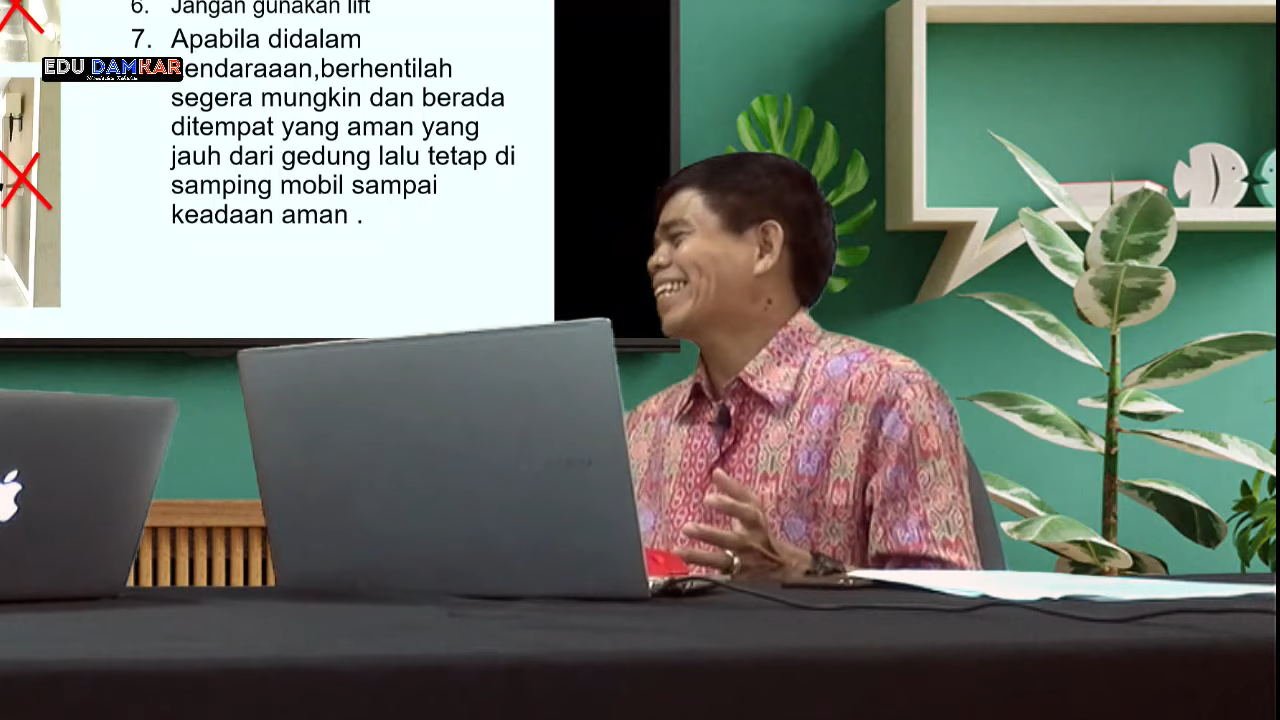 6. Jangan gunakan lift
7. Apabila didalam
EDU DAMKAR
endaraaan,berhentilah
segera mungkin dan berada
ditempat yang aman yang
jauh dari gedung lalu tetap di
samping mobil sampai
keadaan aman .